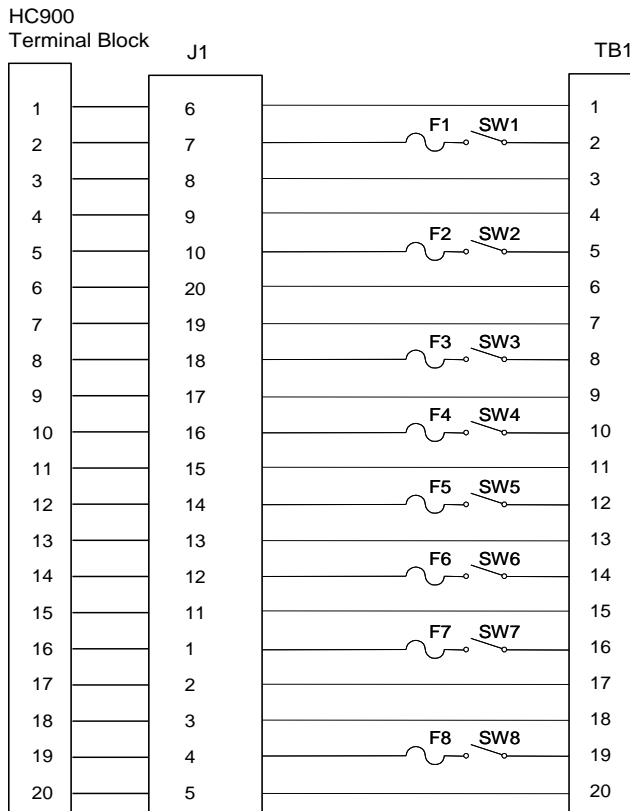 HC900
Terminal Block
J1
TB1
1 6 1
F1 SW1
2 7 2
3 8 3
4 9 4
F2 SW2
5 10 5
6 20 6
7 19 7
F3 SW3
8 18 8
9 17 9
F4 SW4
10 16 10
11 15 11
F5 SW5
12 14 12
13 13 13
F6 SW6
14 12 14
15 11 15
F7 SW7
16 1 16
17 2 17
18 3 18
F8 SW8
19 4 19
20 5 20